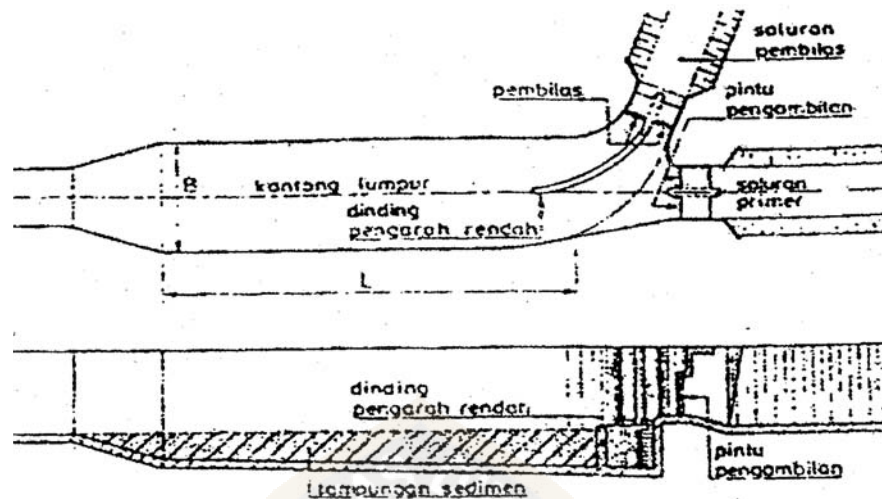 saluran
pembilas
pembilas
pintu
pengambilan
B
kantong lumpur
dinding
pengarah rendah
saluran
primer
L
dinding
pengarah rendah
pintu
pengambilan
tampungan sedimen